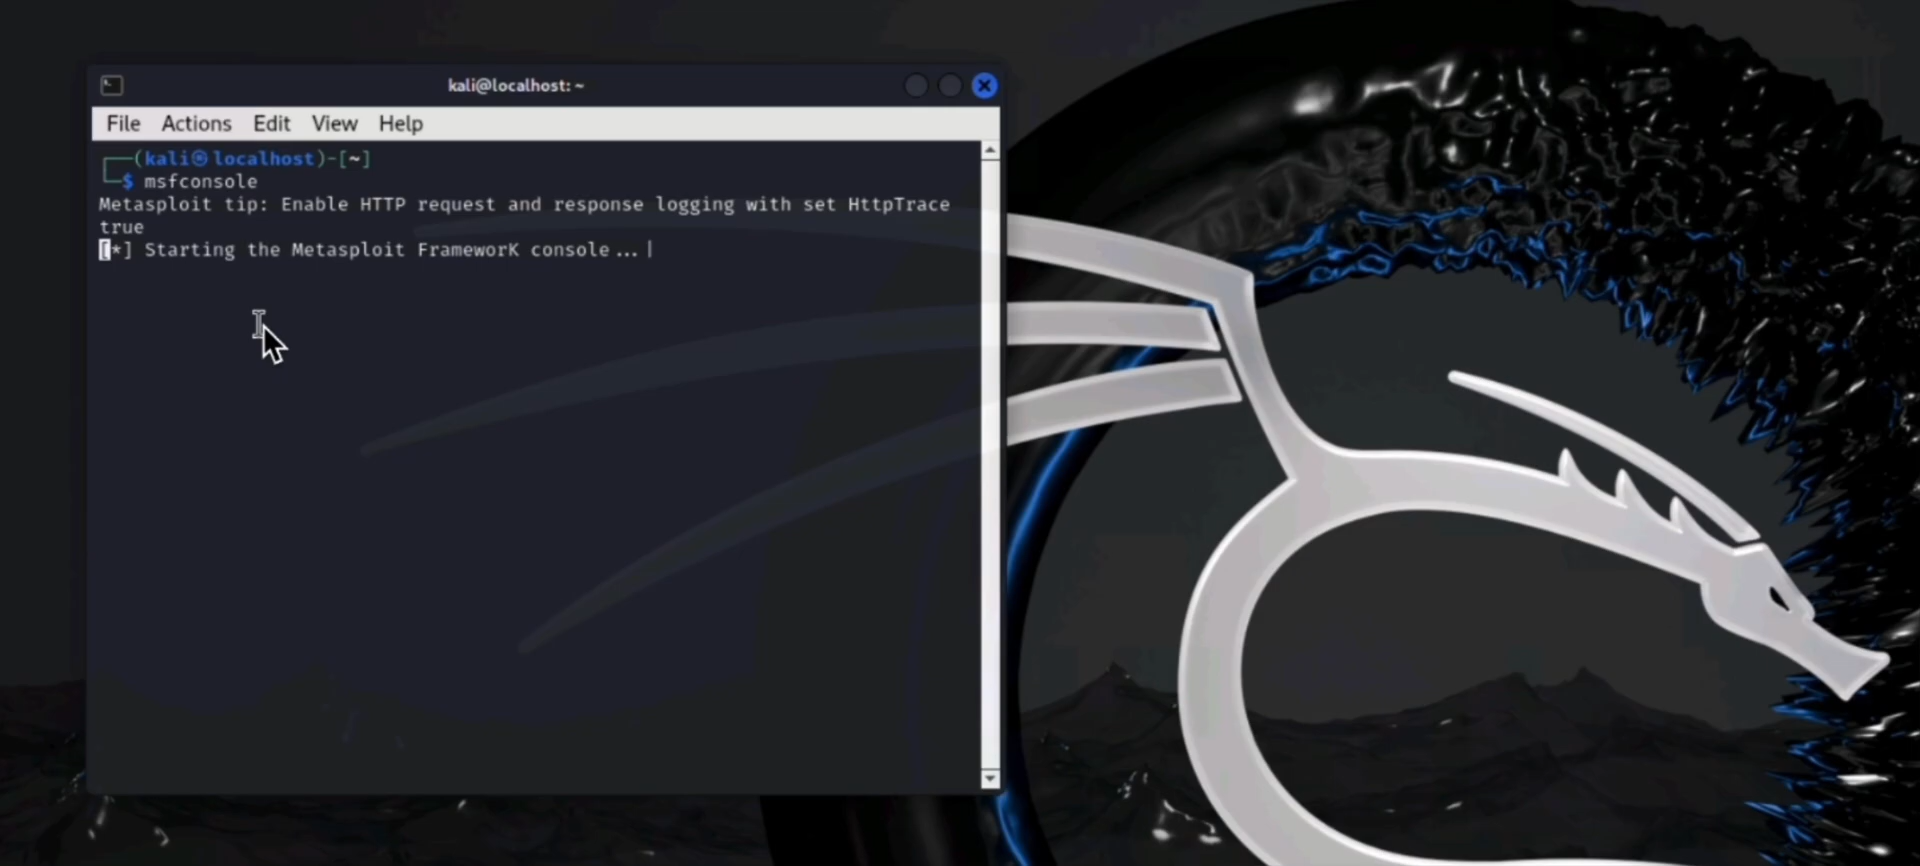 kali@localhost: ~
File Actions Edit View Help
┌──(kali㉿localhost)-[~]
└─$ msfconsole
Metasploit tip: Enable HTTP request and response logging with set HttpTrace
true
[*] Starting the Metasploit FrameworK console... |